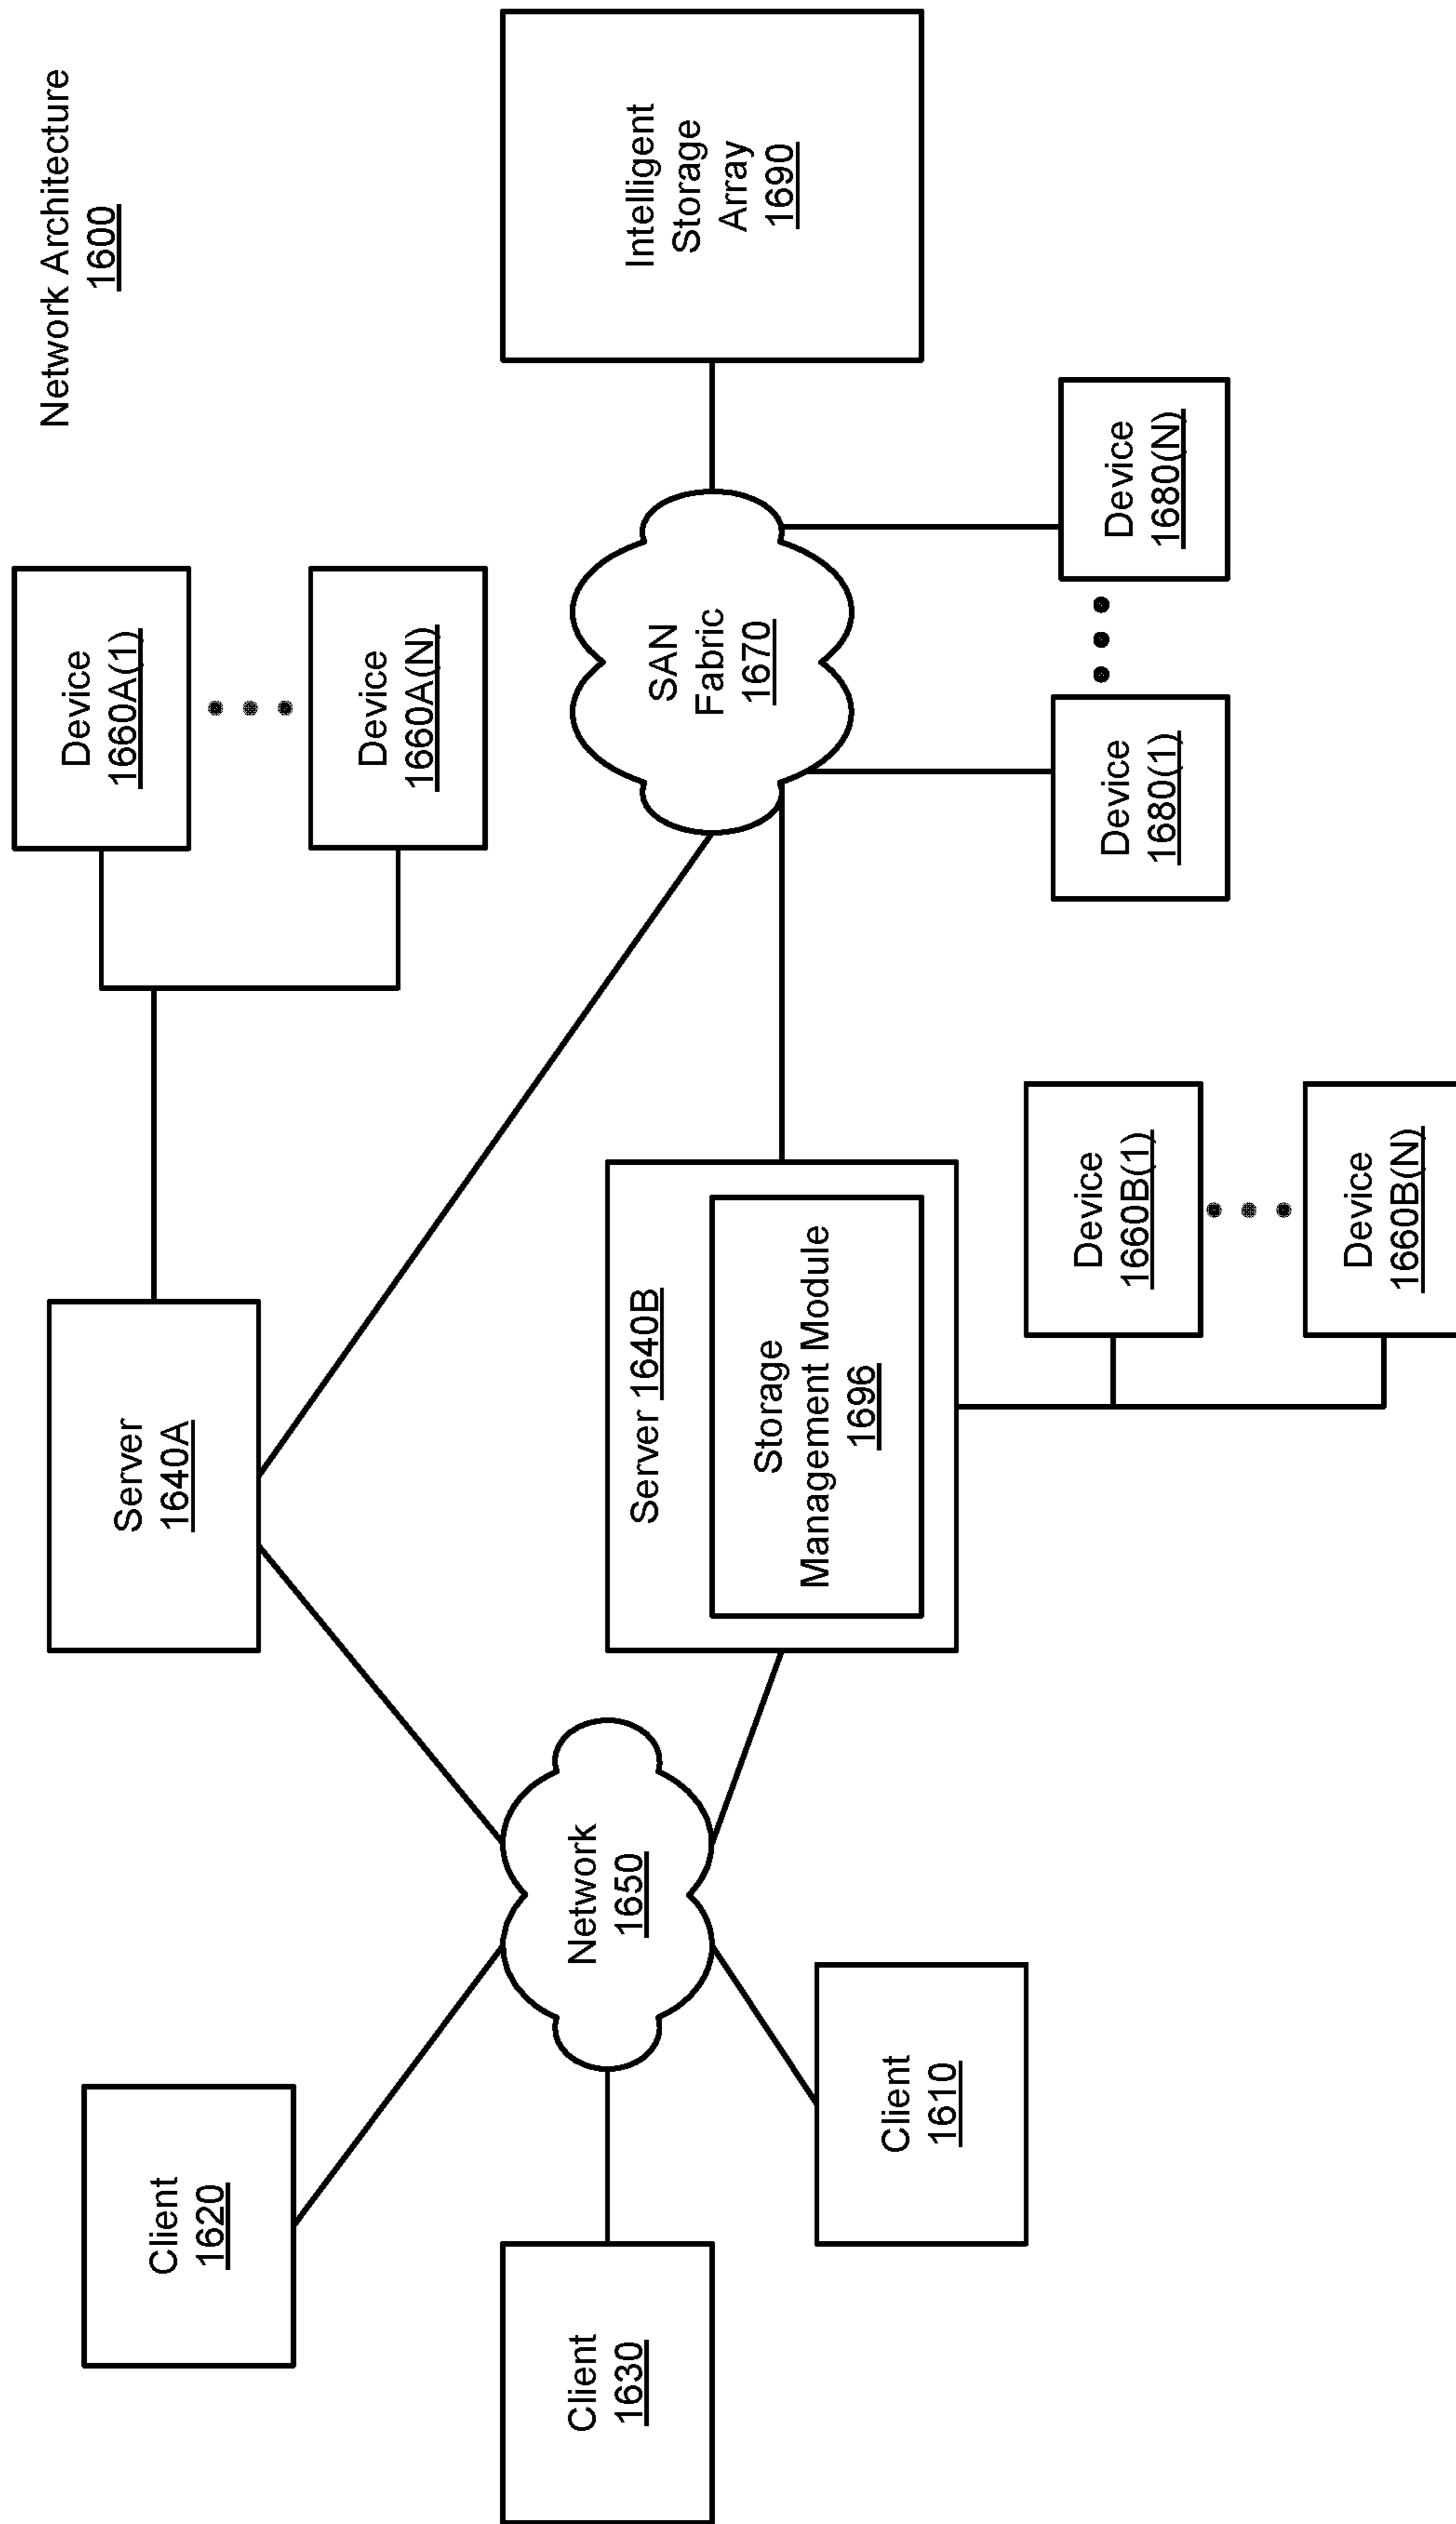 Network Architecture
1600
Device
1660A(1)
Device
1660A(N)
Server
1640A
Client
1620
Intelligent
Storage
Array
1690
SAN
Fabric
1670
Network
1650
Client
1630
Server 1640B
Storage
Management Module
1696
Client
1610
Device
1680(1)
Device
1680(N)
Device
1660B(1)
Device
1660B(N)